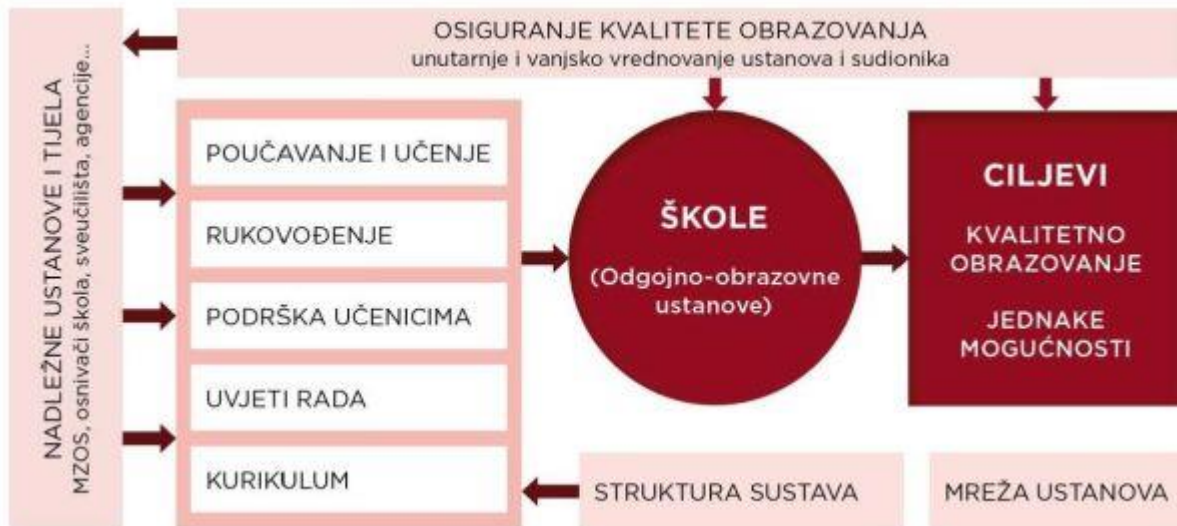 OSIGURANJE KVALITETE OBRAZOVANJA
unutarnje i vanjsko vrednovanje ustanova i sudionika
NADLEŽNE USTANOVE I TIJELA
MZOS, osnivači škola, sveučilišta, agencije...
POUČAVANJE I UČENJE
RUKOVOĐENJE
PODRŠKA UČENICIMA
UVJETI RADA
KURIKULUM
ŠKOLE
(Odgojno-obrazovne
ustanove)
CILJEVI
KVALITETNO
OBRAZOVANJE
JEDNAKE
MOGUĆNOSTI
STRUKTURA SUSTAVA
MREŽA USTANOVA